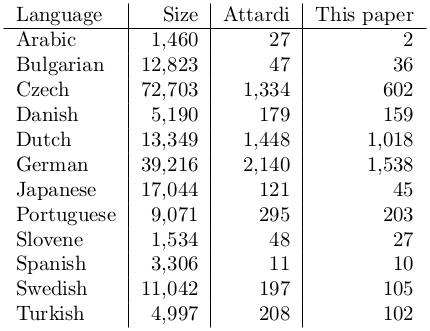 Language Size Attardi This paper
Arabic 1,460 27 2
Bulgarian 12,823 47 36
Czech 72,703 1,334 602
Danish 5,190 179 159
Dutch 13,349 1,448 1,018
German 39,216 2,140 1,538
Japanese 17,044 121 45
Portuguese 9,071 295 203
Slovene 1,534 48 27
Spanish 3,306 11 10
Swedish 11,042 197 105
Turkish 4,997 208 102